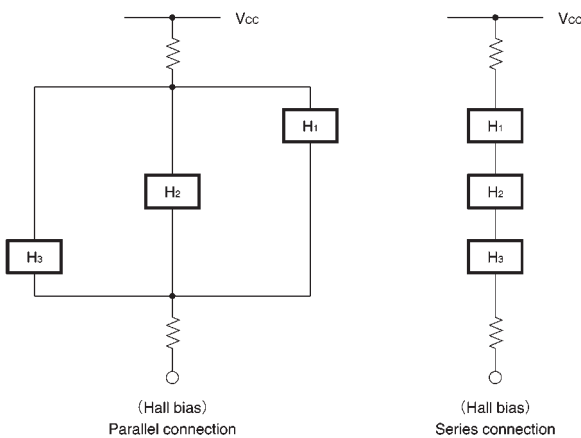 Vcc
Vcc
H1
H1
H2
H2
H3
H3
(Hall bias)
Parallel connection
(Hall bias)
Series connection